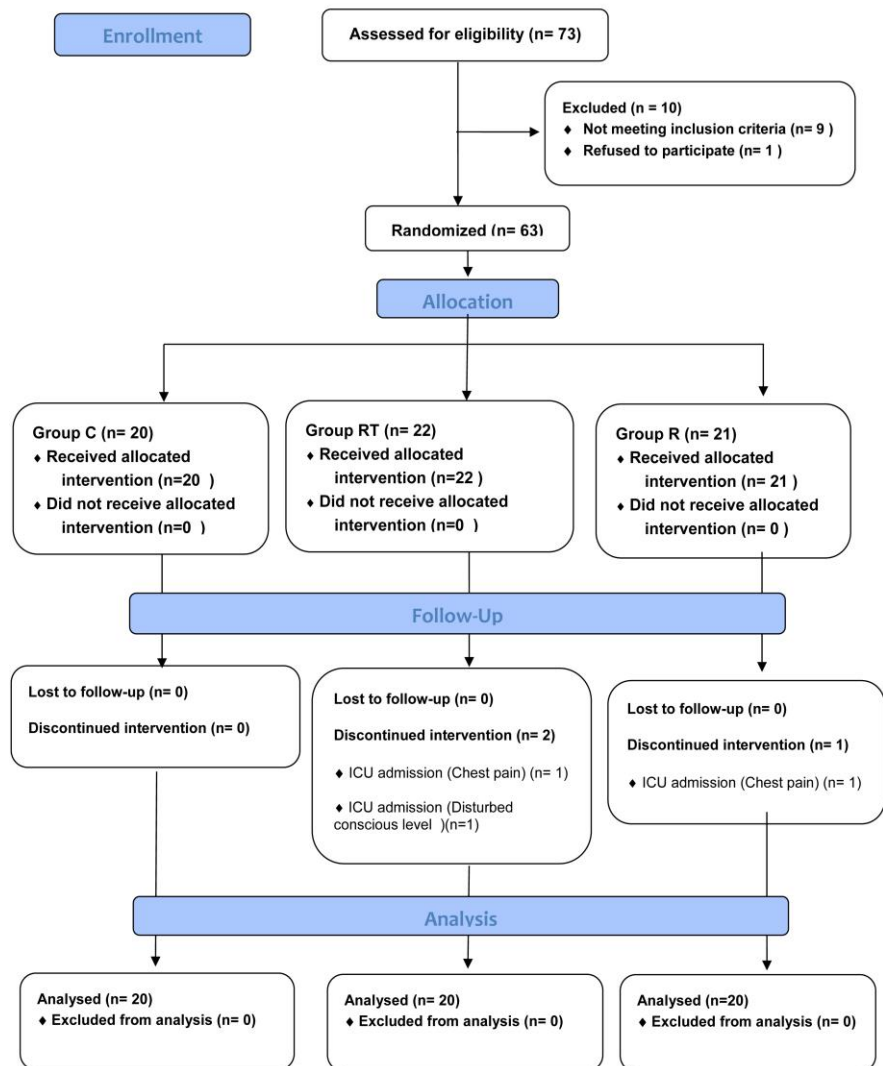 Enrollment
Assessed for eligibility (n= 73)
Excluded (n = 10)
♦ Not meeting inclusion criteria (n= 9 )
♦ Refused to participate (n= 1 )
Randomized (n= 63)
Allocation
Group C (n= 20)
♦ Received allocated
intervention (n=20 )
♦ Did not receive allocated
intervention (n=0 )
Group RT (n= 22)
♦ Received allocated
intervention (n=22 )
♦ Did not receive allocated
intervention (n=0 )
Group R (n= 21)
♦ Received allocated
intervention (n= 21 )
♦ Did not receive allocated
intervention (n= 0 )
Follow-Up
Lost to follow-up (n= 0)
Discontinued intervention (n= 0)
Lost to follow-up (n= 0)
Discontinued intervention (n= 2)
♦ ICU admission (Chest pain) (n= 1)
♦ ICU admission (Disturbed
conscious level )(n=1)
Lost to follow-up (n= 0)
Discontinued intervention (n= 1)
♦ ICU admission (Chest pain) (n= 1)
Analysis
Analysed (n= 20)
♦ Excluded from analysis (n= 0)
Analysed (n= 20)
♦ Excluded from analysis (n= 0)
Analysed (n=20)
♦ Excluded from analysis (n= 0)